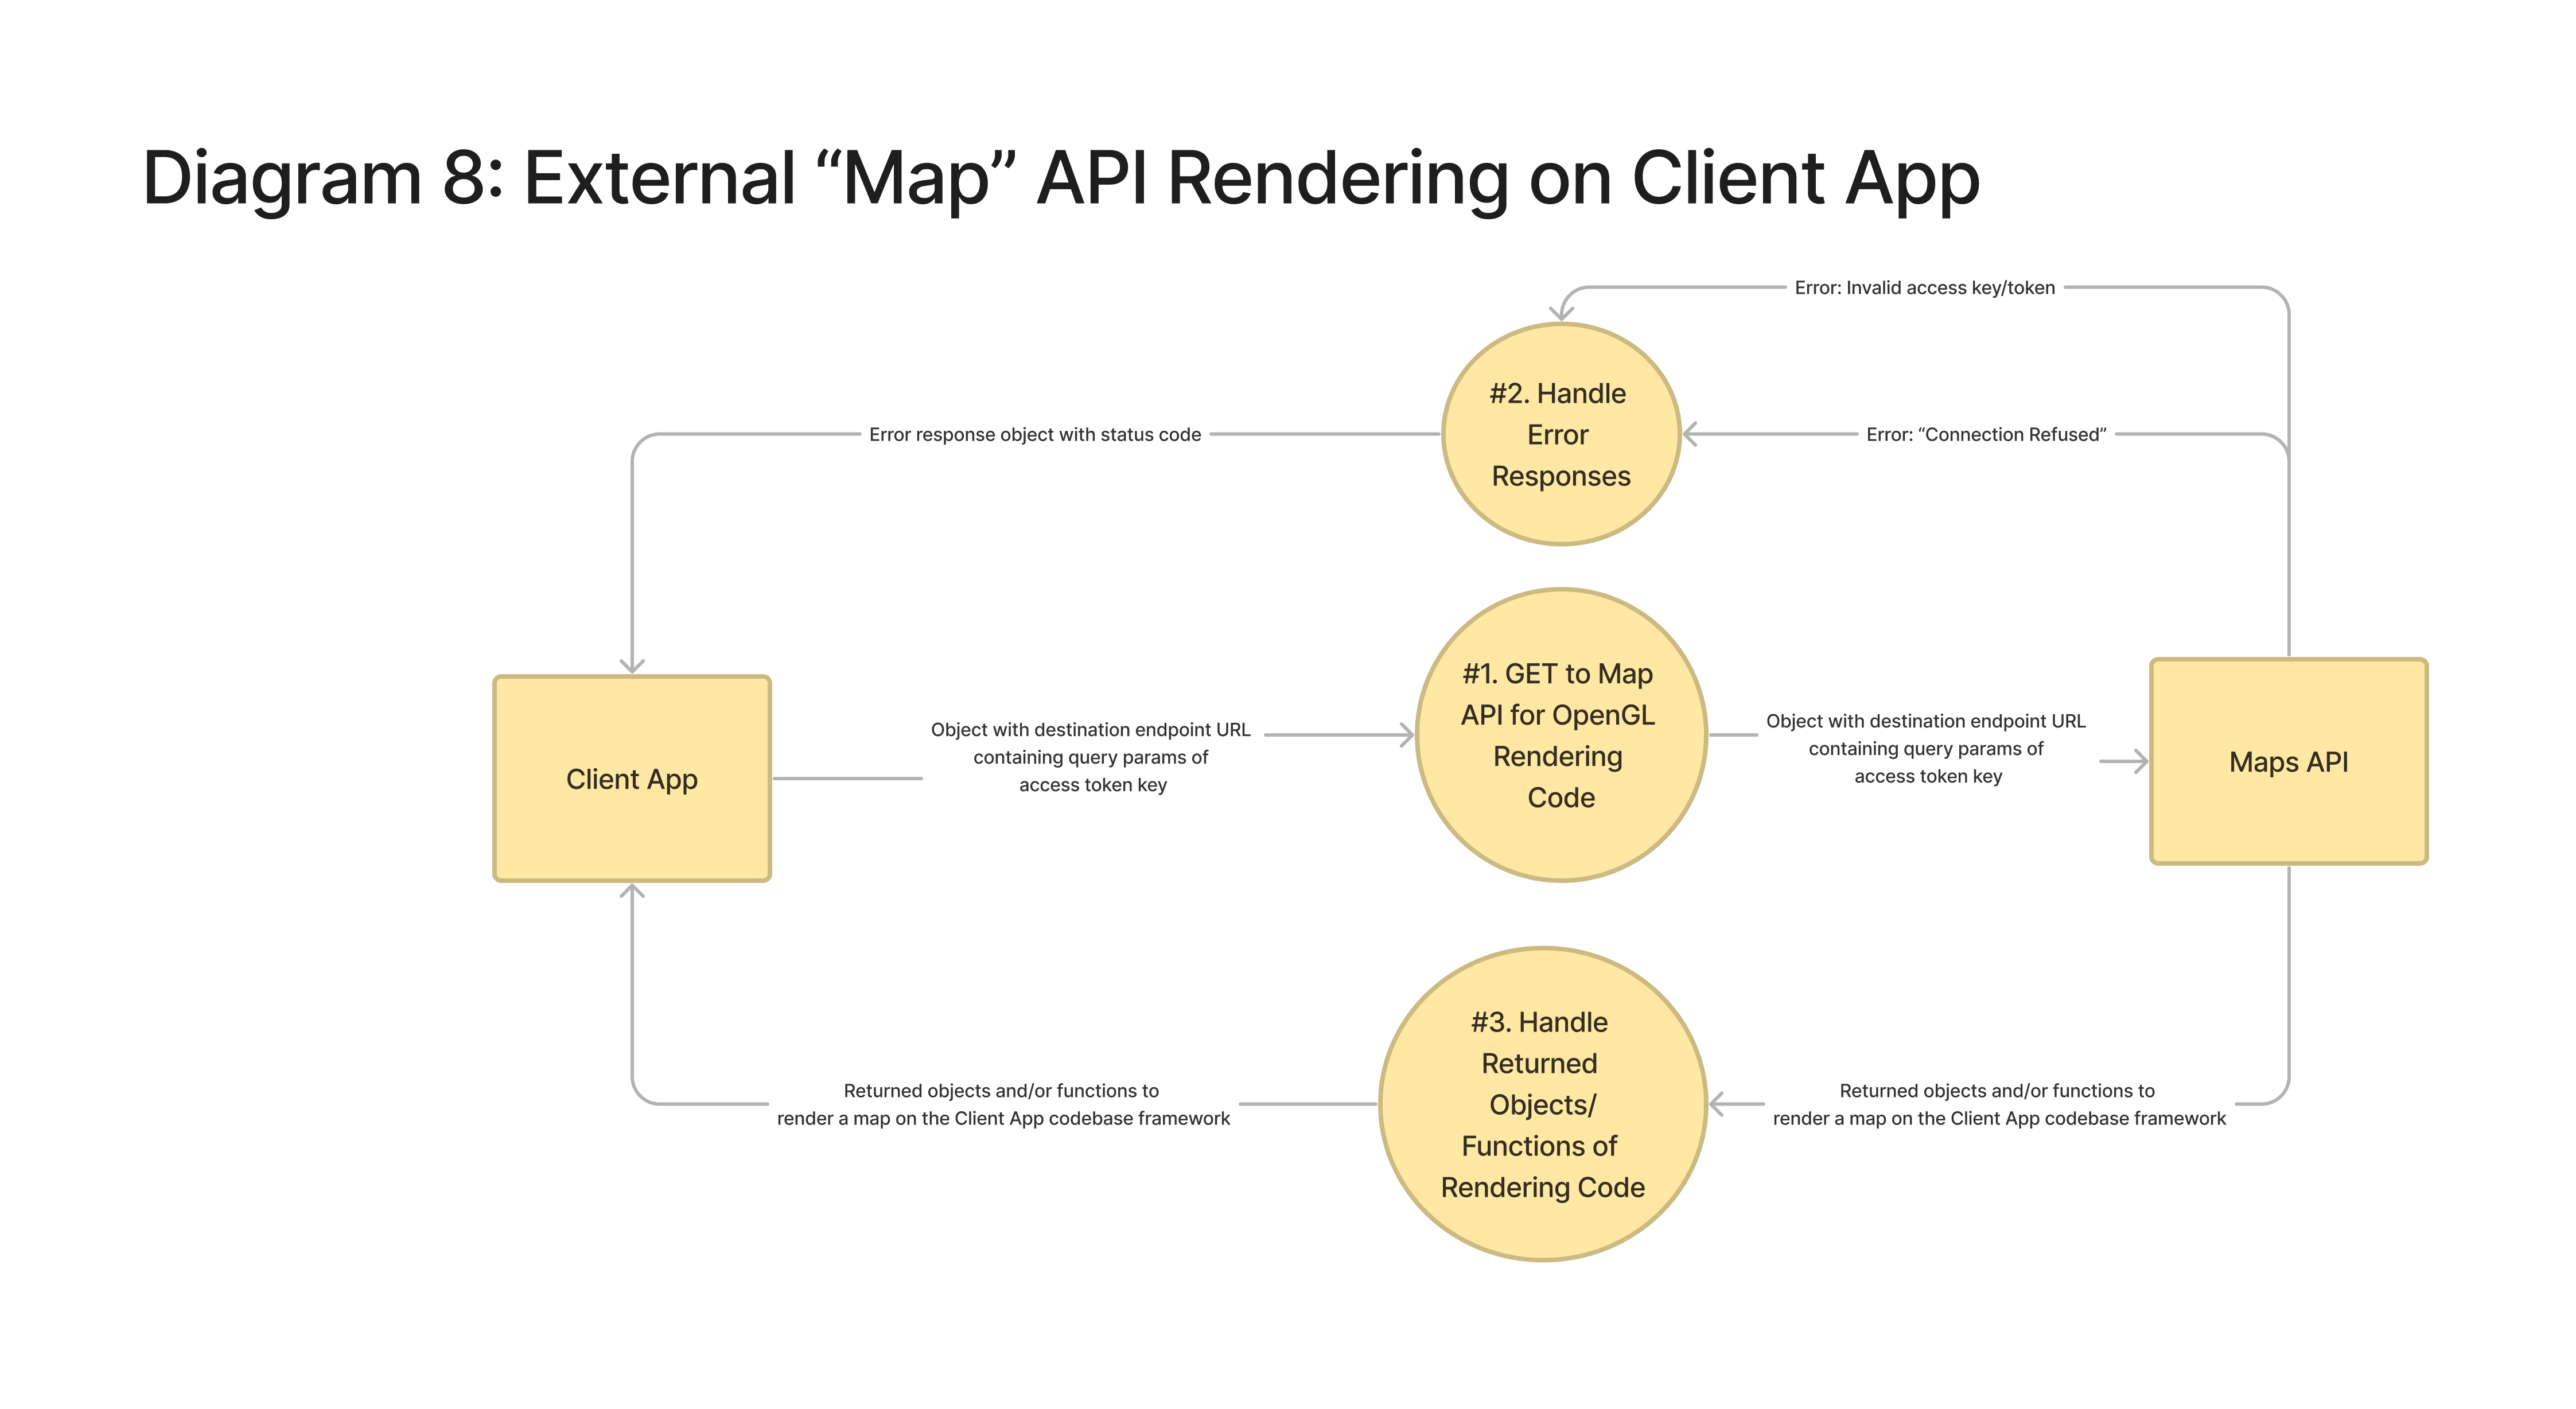 Diagram 8: External “Map” API Rendering on Client App
Error: Invalid access key/token
#2. Handle
Error
Responses
Error response object with status code
Error: “Connection Refused”
#1. GET to Map
API for OpenGL
Rendering
Code
Client App
Object with destination endpoint URL
containing query params of
access token key
Object with destination endpoint URL
containing query params of
access token key
Maps API
#3. Handle
Returned
Objects/
Functions of
Rendering Code
Returned objects and/or functions to
render a map on the Client App codebase framework
Returned objects and/or functions to
render a map on the Client App codebase framework